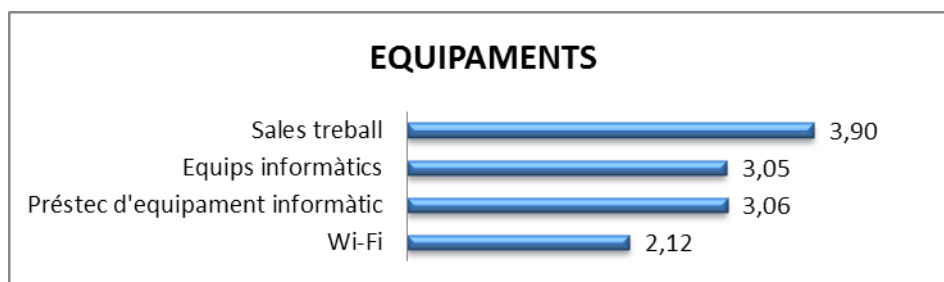 EQUIPAMENTS
Sales treball 3,90
Equips informàtics 3,05
Préstec d'equipament informàtic 3,06
Wi-Fi 2,12